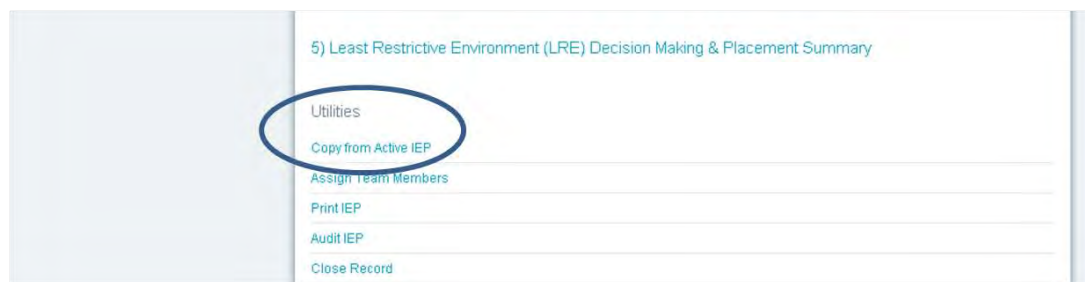 5) Least Restrictive Environment (LRE) Decision Making & Placement Summary
Utilities
Copy from Active IEP
Assign Team Members
Print IEP
Audit IEP
Close Record